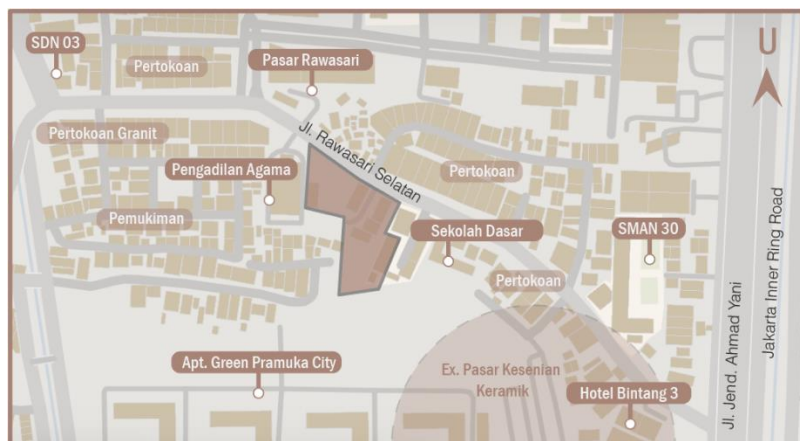 SDN 03
Pertokoan
Pasar Rawasari
U
Pertokoan Granit
Jl. Rawasari Selatan
Pengadilan Agama
Pertokoan
Pemukiman
Sekolah Dasar
SMAN 30
Pertokoan
Jl. Jend. Ahmad Yani
Jakarta Inner Ring Road
Apt. Green Pramuka City
Ex. Pasar Kesenian
Keramik
Hotel Bintang 3